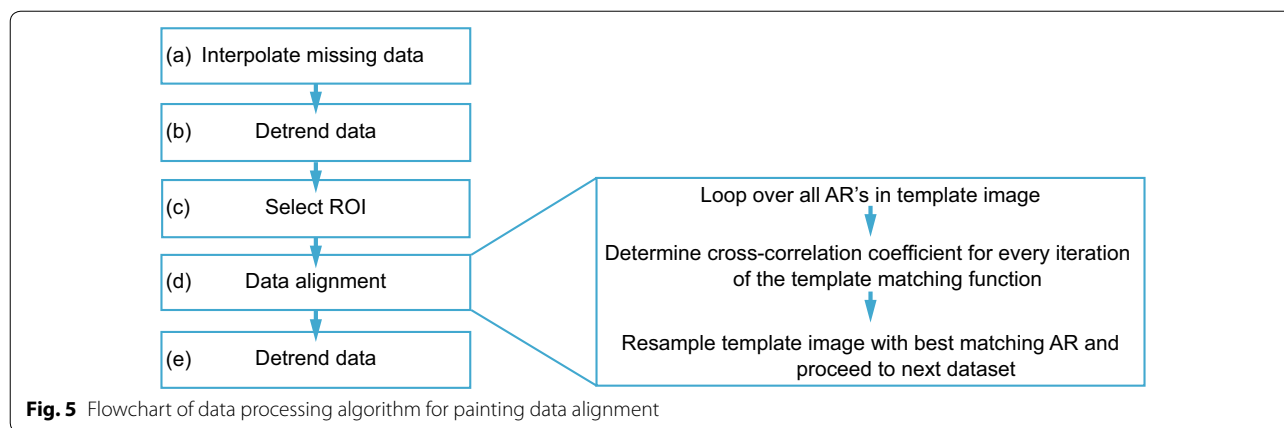 (a) Interpolate missing data
(b) Detrend data
(c) Select ROI
(d) Data alignment
(e) Detrend data
Loop over all AR's in template image
Determine cross-correlation coefficient for every iteration
of the template matching function
Resample template image with best matching AR and
proceed to next dataset
Fig. 5 Flowchart of data processing algorithm for painting data alignment